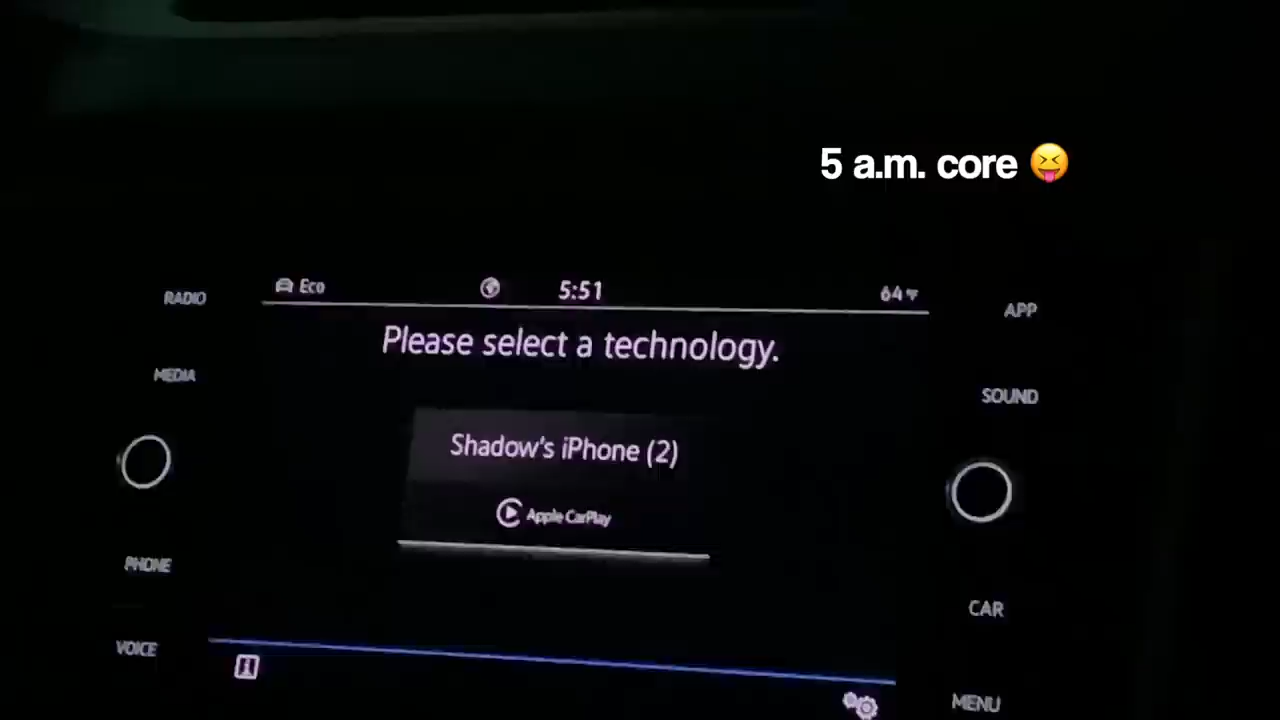 5 a.m. core 😝
RADIO
Eco
5:51
64
APP
Please select a technology.
MEDIA
SOUND
Shadow's iPhone (2)
Apple CarPlay
PHONE
CAR
VOICE
MENU